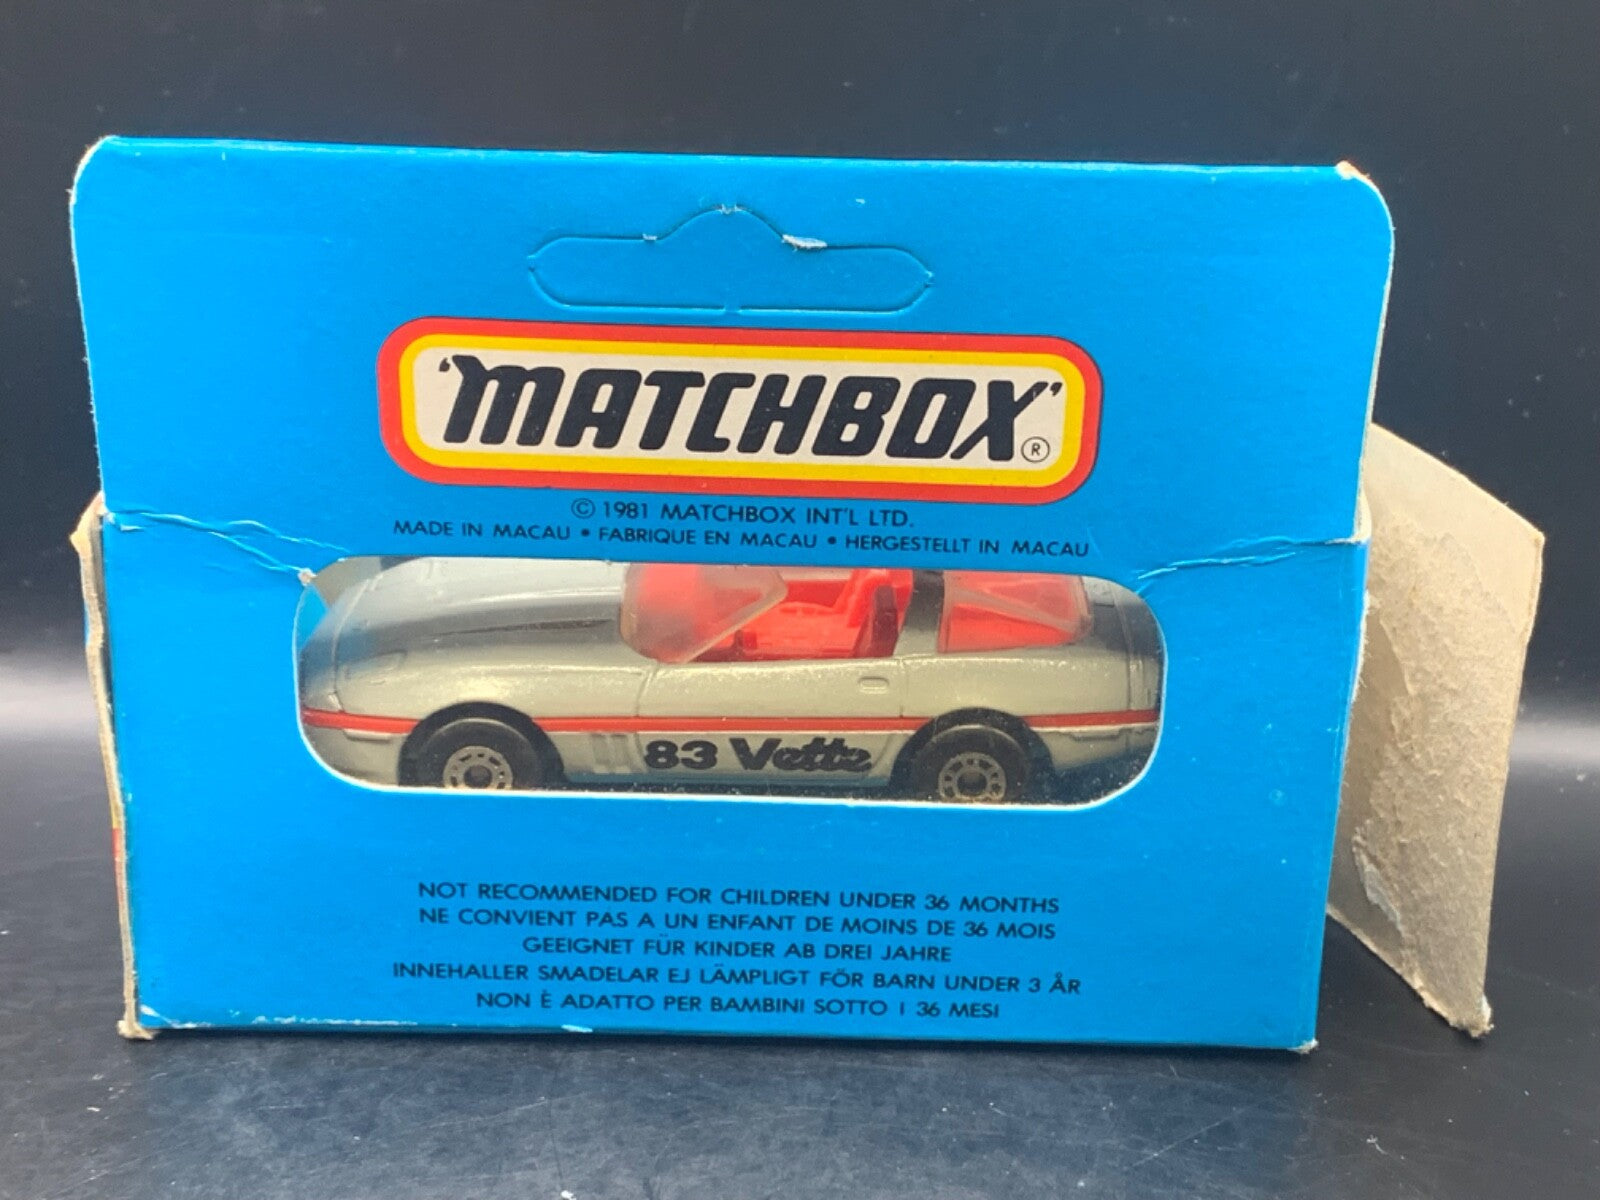 'MATCHBOX' ®
© 1981 MATCHBOX INT'L LTD.
MADE IN MACAU • FABRIQUE EN MACAU • HERGESTELLT IN MACAU
83 Vette
NOT RECOMMENDED FOR CHILDREN UNDER 36 MONTHS
NE CONVIENT PAS A UN ENFANT DE MOINS DE 36 MOIS
GEEIGNET FÜR KINDER AB DREI JAHRE
INNEHALLER SMADELAR EJ LÄMPLIGT FÖR BARN UNDER 3 ÅR
NON È ADATTO PER BAMBINI SOTTO I 36 MESI